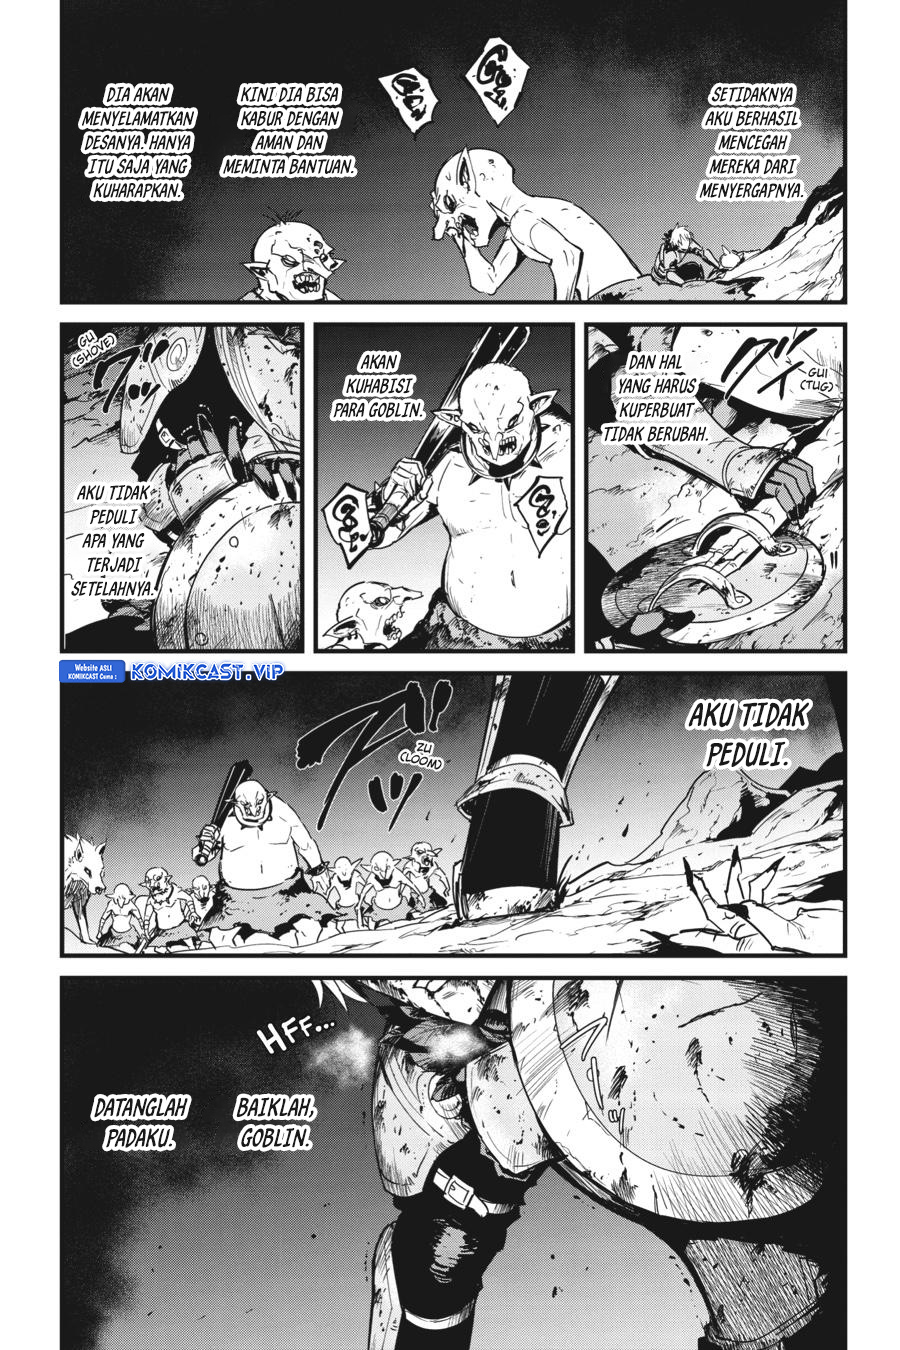 SETIDAKNYA
AKU BERHASIL
MENCEGAH
MEREKA DARI
MENYERGAPNYA.
KINI DIA BISA
KABUR DENGAN
AMAN DAN
MEMINTA BANTUAN.
DIA AKAN
MENYELAMATKAN
DESANYA. HANYA
ITU SAJA YANG
KUHARAPKAN.
DAN HAL
YANG HARUS
KUPERBUAT
TIDAK BERUBAH.
GUI
(TUG)
AKAN
KUHABISI
PARA GOBLIN.
GU
(SHOVE)
AKU TIDAK
PEDULI
APA YANG
TERJADI
SETELAHNYA.
Website ASLI
KOMIKCAST Cuma :
KOMIKCAST.VIP
AKU TIDAK
PEDULI.
ZU
(LOOM)
HFF...
BAIKLAH,
GOBLIN.
DATANGLAH
PADAKU.